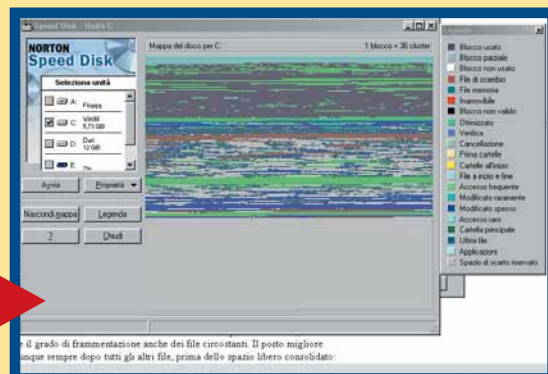 Speed Disk - Unità C:
NORTON
Speed Disk
Seleziona unità
A: Floppy
C: Win98
5,71 GB
D: Dati
12 GB
E:
Avvia
Proprietà
Nascondi mappa
Legenda
?
Chiudi
Mappa del disco per C:
1 blocco = 36 cluster
Legenda
Blocco usato
Blocco parziale
Blocco non usato
File di scambio
File memoria
Inamovibile
Blocco non valido
Ottimizzato
Verifica
Cancellazione
Prima cartelle
Cartelle all'inizio
File a inizio e fine
Accesso frequente
Modificato raramente
Modificato spesso
Accesso raro
Cartella principale
Ultimi file
Applicazioni
Spazio di scarto riservato
e il grado di frammentazione anche dei file circostanti. Il posto migliore
unque sempre dopo tutti gli altri file, prima dello spazio libero consolidato: